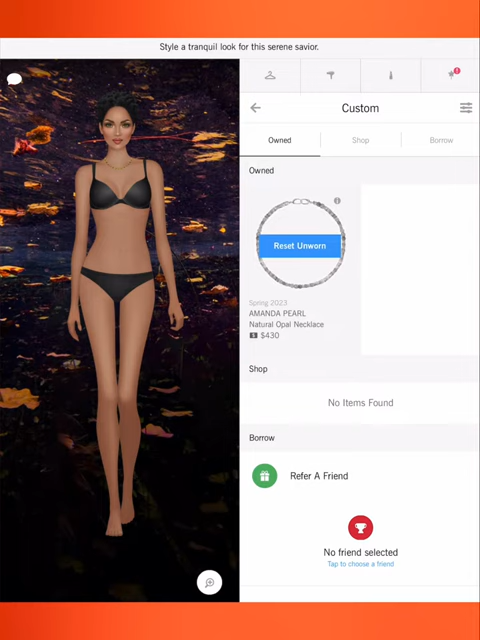 Style a tranquil look for this serene savior.
Custom
Owned
Shop
Borrow
Owned
Reset Unworn
Spring 2023
AMANDA PEARL
Natural Opal Necklace
$ $430
Shop
No Items Found
Borrow
Refer A Friend
No friend selected
Tap to choose a friend